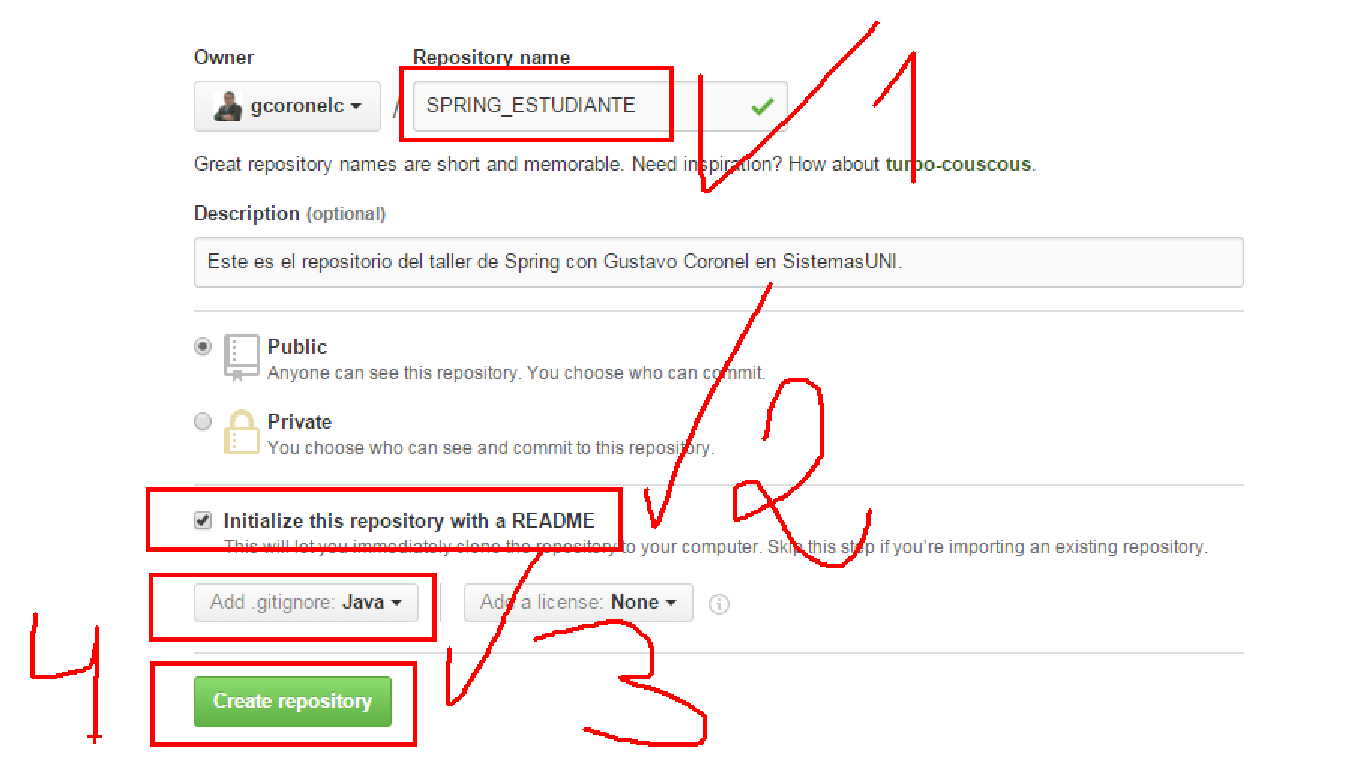 Owner Repository name
gcoronelc / SPRING_ESTUDIANTE
1
Great repository names are short and memorable. Need inspiration? How about turbo-couscous.
Description (optional)
Este es el repositorio del taller de Spring con Gustavo Coronel en SistemasUNI.
Public
Anyone can see this repository. You choose who can commit.
Private
You choose who can see and commit to this repository.
2
Initialize this repository with a README
This will let you immediately clone the repository to your computer. Skip this step if you're importing an existing repository.
Add .gitignore: Java Add a license: None
3
4
Create repository